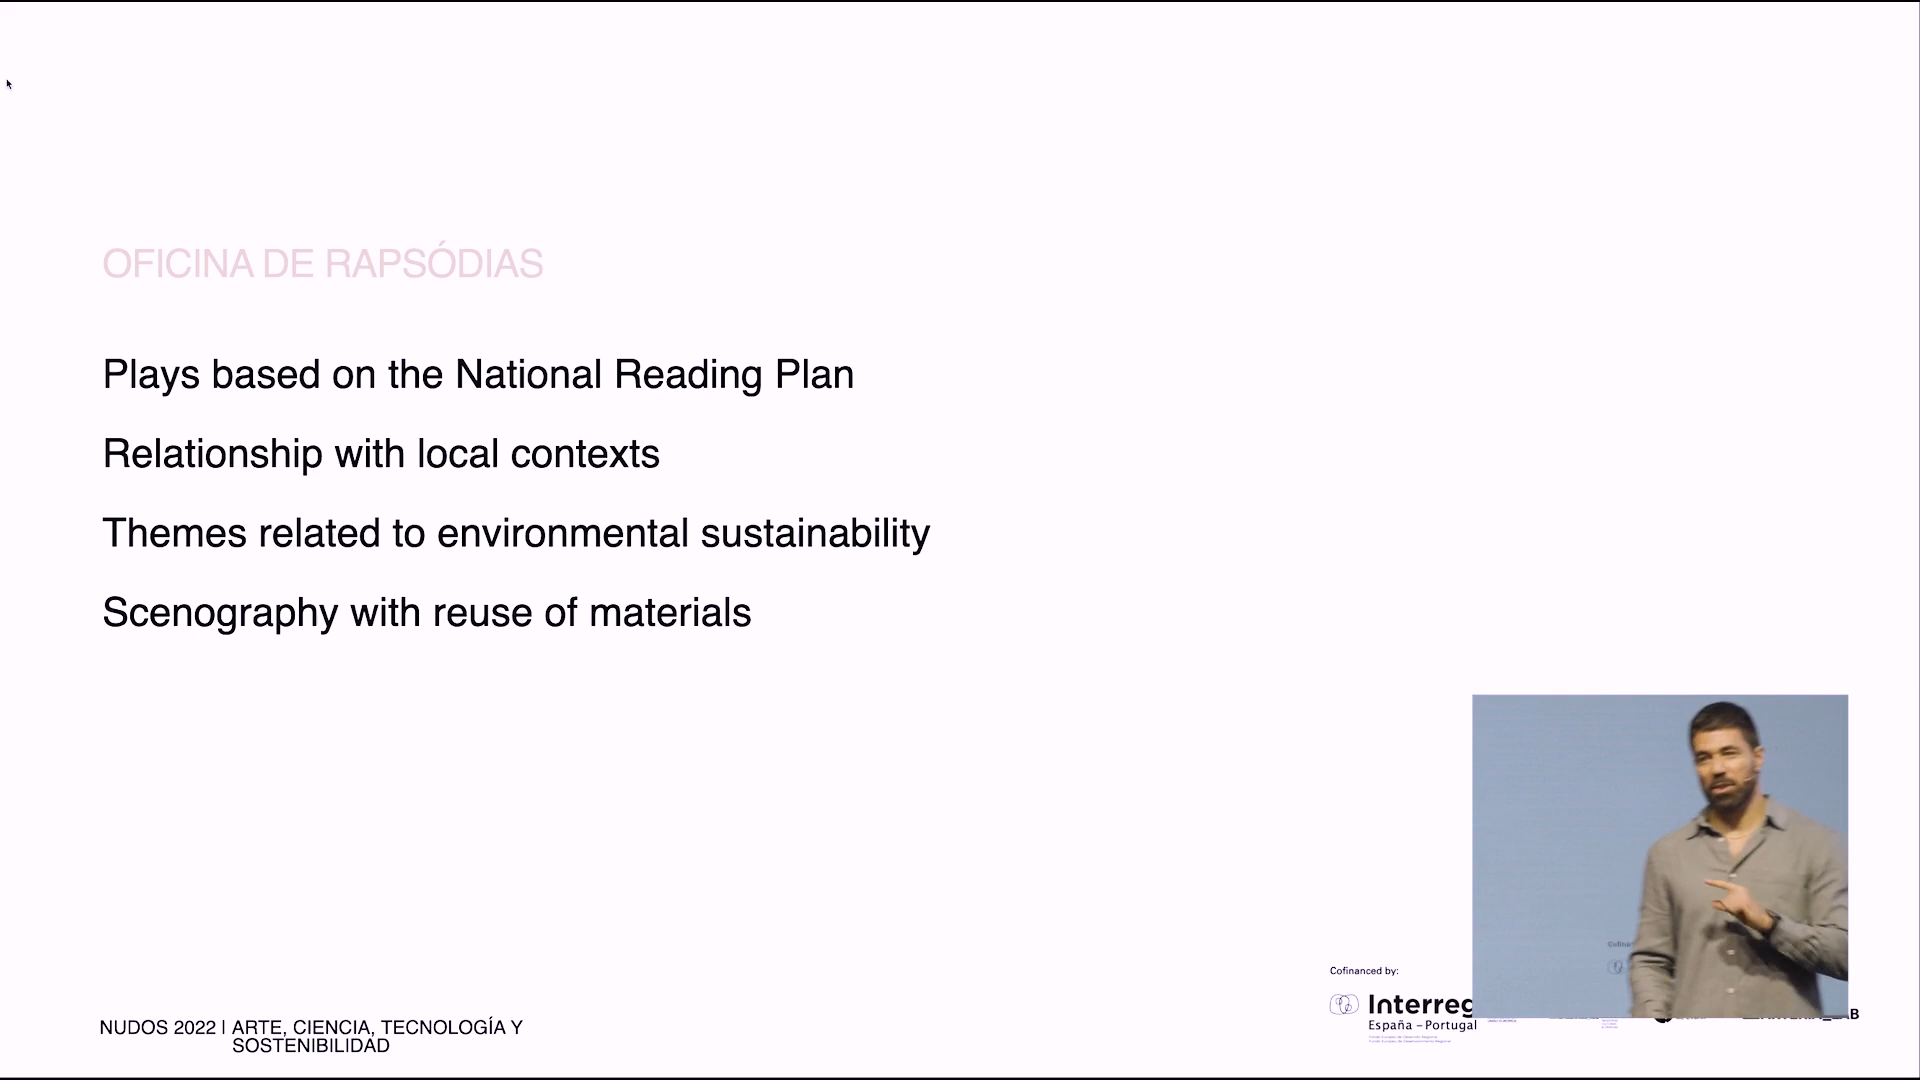 OFICINA DE RAPSÓDIAS
Plays based on the National Reading Plan
Relationship with local contexts
Themes related to environmental sustainability
Scenography with reuse of materials
Cofinanced by:
Interreg
España – Portugal
NUDOS 2022 | ARTE, CIENCIA, TECNOLOGÍA Y
SOSTENIBILIDAD